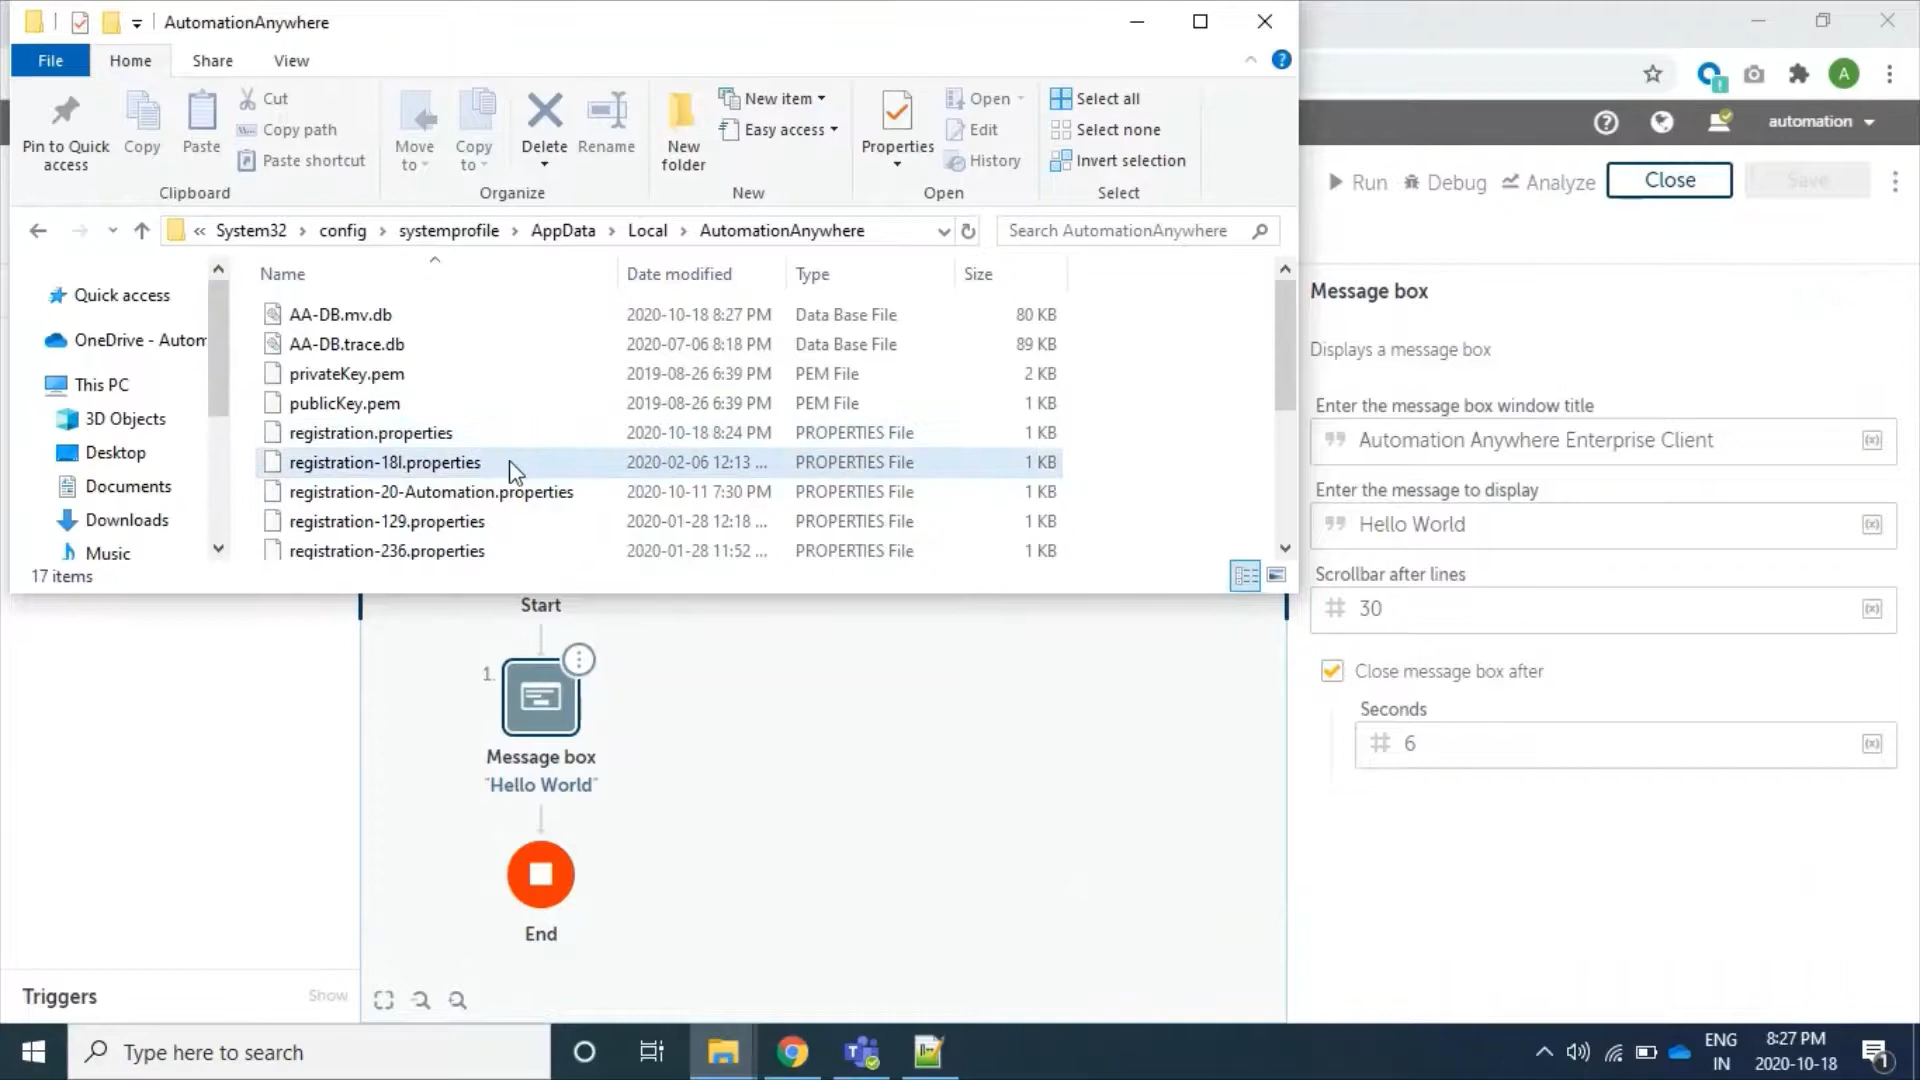 AutomationAnywhere
File Home Share View
Pin to Quick access
Copy
Paste
Cut
Copy path
Paste shortcut
Clipboard
Move to
Copy to
Delete
Rename
Organize
New folder
New item
Easy access
New
Properties
Open
Edit
History
Open
Select all
Select none
Invert selection
Select
« System32 > config > systemprofile > AppData > Local > AutomationAnywhere
Search AutomationAnywhere
Quick access
OneDrive - Autom
This PC
3D Objects
Desktop
Documents
Downloads
Music
Name Date modified Type Size
AA-DB.mv.db 2020-10-18 8:27 PM Data Base File 80 KB
AA-DB.trace.db 2020-07-06 8:18 PM Data Base File 89 KB
privateKey.pem 2019-08-26 6:39 PM PEM File 2 KB
publicKey.pem 2019-08-26 6:39 PM PEM File 1 KB
registration.properties 2020-10-18 8:24 PM PROPERTIES File 1 KB
registration-18l.properties 2020-02-06 12:13 ... PROPERTIES File 1 KB
registration-20-Automation.properties 2020-10-11 7:30 PM PROPERTIES File 1 KB
registration-129.properties 2020-01-28 12:18 ... PROPERTIES File 1 KB
registration-236.properties 2020-01-28 11:52 ... PROPERTIES File 1 KB
17 items
A
automation
Run Debug Analyze Close Save
Message box
Displays a message box
Enter the message box window title
Automation Anywhere Enterprise Client
Enter the message to display
Hello World
Scrollbar after lines
30
Close message box after
Seconds
6
Start
1.
Message box
"Hello World"
End
Triggers Show
Type here to search
ENG
IN
8:27 PM
2020-10-18
1